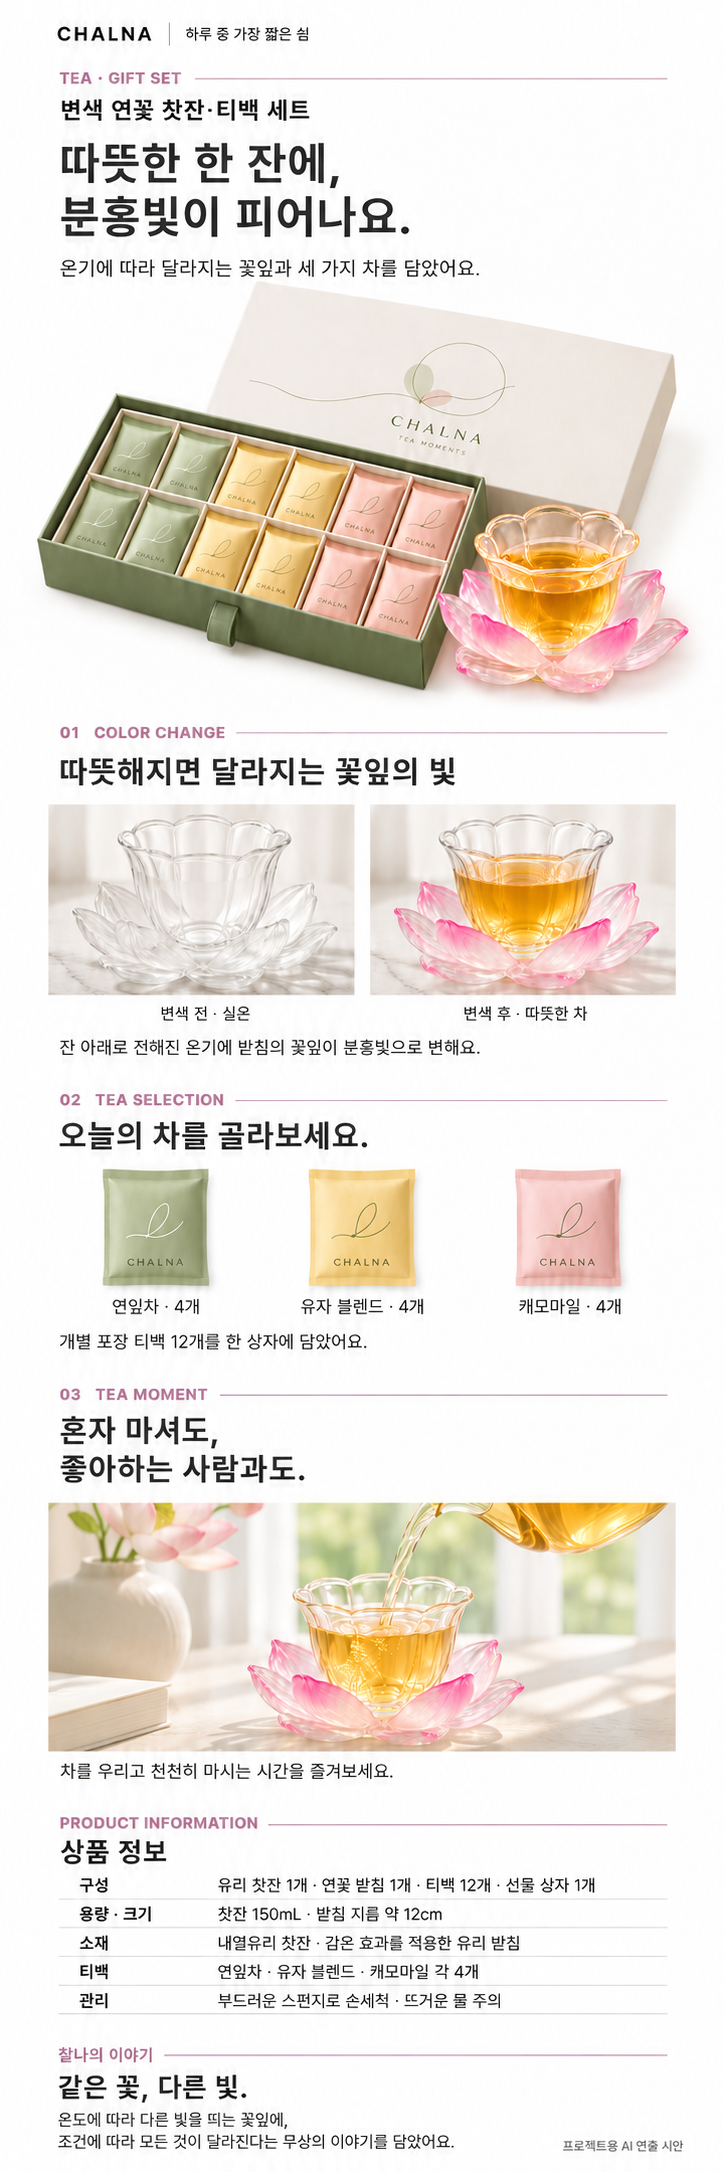 CHALNA | 하루 중 가장 짧은 쉼
TEA · GIFT SET
변색 연꽃 찻잔·티백 세트
따뜻한 한 잔에,
분홍빛이 피어나요.
온기에 따라 달라지는 꽃잎과 세 가지 차를 담았어요.
CHALNA
TEA MOMENTS
CHALNA CHALNA CHALNA CHALNA CHALNA CHALNA
CHALNA CHALNA CHALNA CHALNA CHALNA CHALNA
01 COLOR CHANGE
따뜻해지면 달라지는 꽃잎의 빛
변색 전 · 실온
변색 후 · 따뜻한 차
잔 아래로 전해진 온기에 받침의 꽃잎이 분홍빛으로 변해요.
02 TEA SELECTION
오늘의 차를 골라보세요.
CHALNA CHALNA CHALNA
연잎차 · 4개
유자 블렌드 · 4개
캐모마일 · 4개
개별 포장 티백 12개를 한 상자에 담았어요.
03 TEA MOMENT
혼자 마셔도,
좋아하는 사람과도.
차를 우리고 천천히 마시는 시간을 즐겨보세요.
PRODUCT INFORMATION
상품 정보
구성 유리 찻잔 1개 · 연꽃 받침 1개 · 티백 12개 · 선물 상자 1개
용량 · 크기 찻잔 150mL · 받침 지름 약 12cm
소재 내열유리 찻잔 · 감온 효과를 적용한 유리 받침
티백 연잎차 · 유자 블렌드 · 캐모마일 각 4개
관리 부드러운 스펀지로 손세척 · 뜨거운 물 주의
찰나의 이야기
같은 꽃, 다른 빛.
온도에 따라 다른 빛을 띄는 꽃잎에,
조건에 따라 모든 것이 달라진다는 무상의 이야기를 담았어요.
프로젝트용 AI 연출 시안